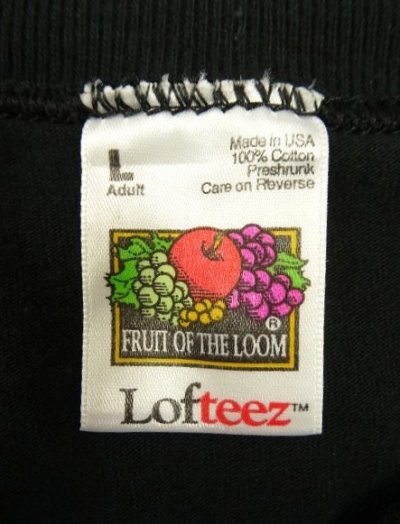 L
Adult
Made in USA
100% Cotton
Preshrunk
Care on Reverse
FRUIT OF THE LOOM ®
Lofteez™